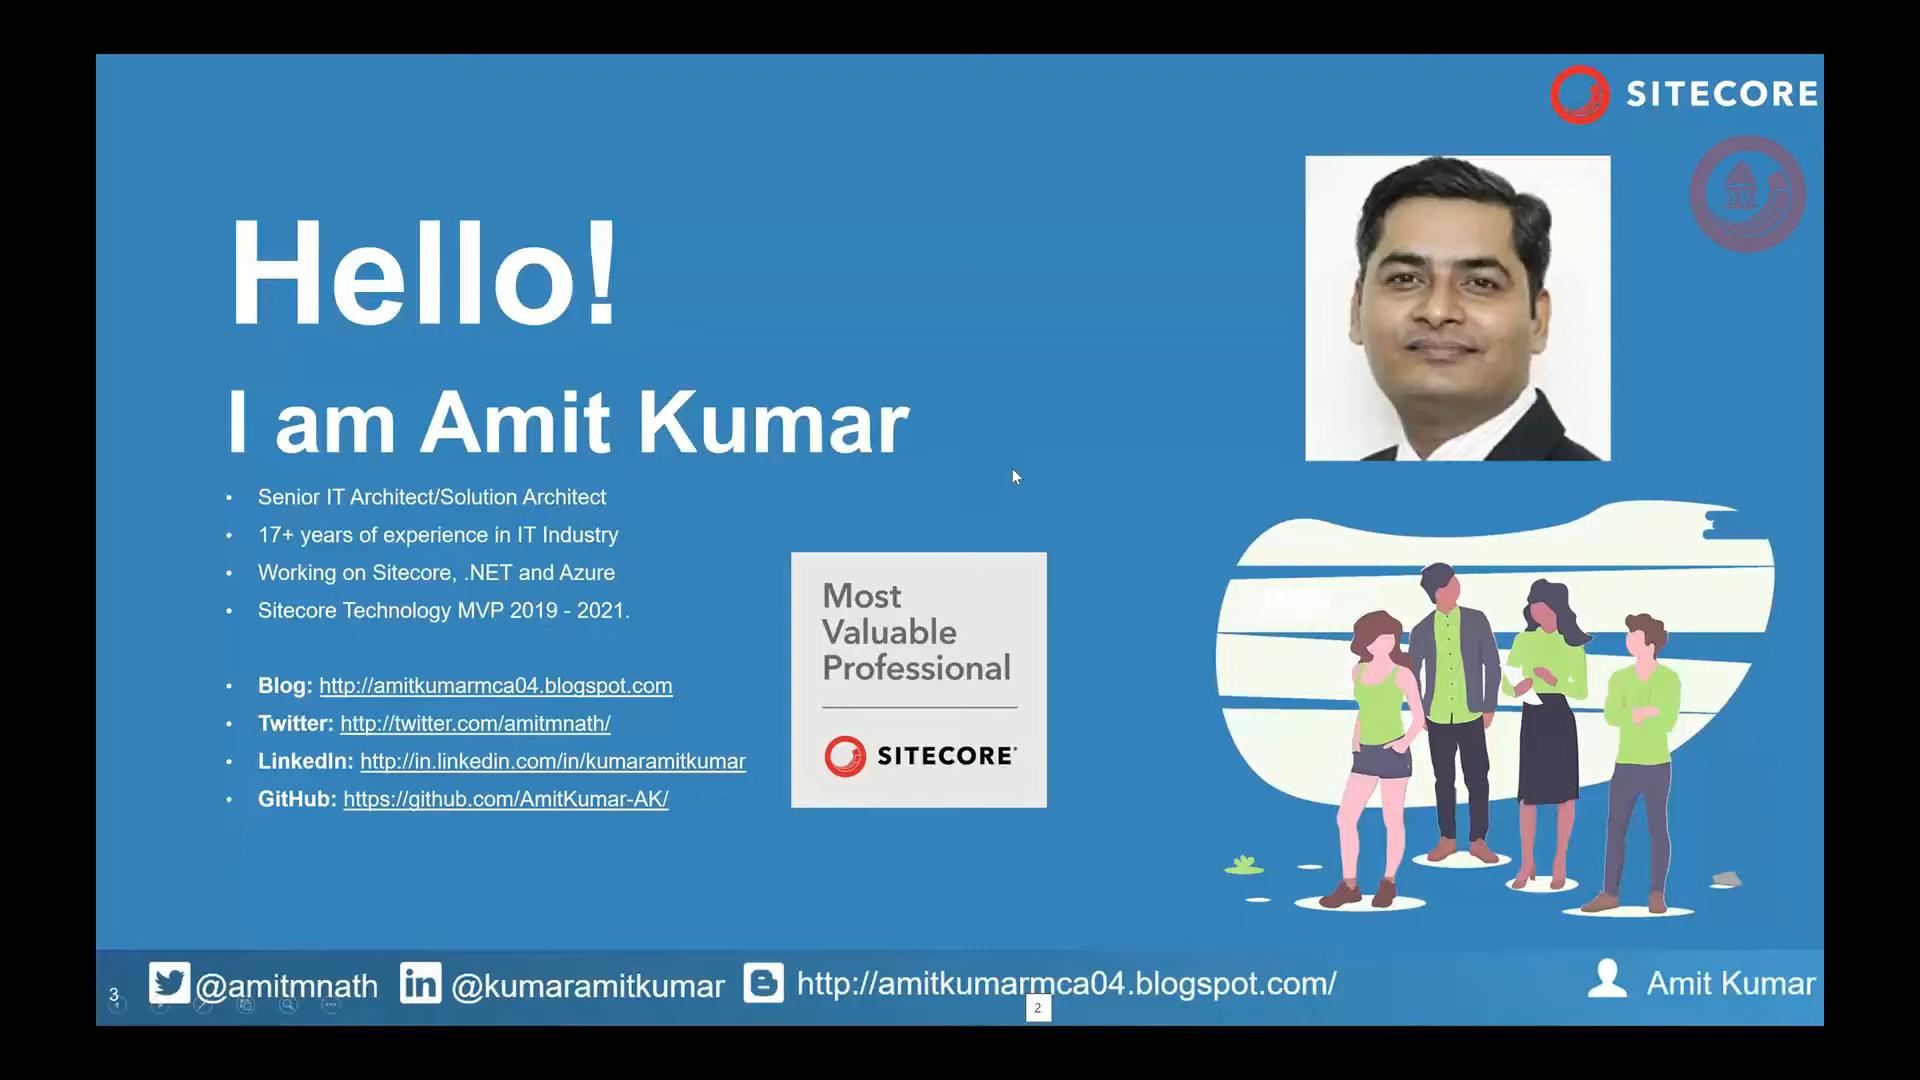 SITECORE
Hello!
I am Amit Kumar
• Senior IT Architect/Solution Architect
• 17+ years of experience in IT Industry
• Working on Sitecore, .NET and Azure
• Sitecore Technology MVP 2019 - 2021.
• Blog: http://amitkumarmca04.blogspot.com
• Twitter: http://twitter.com/amitmnath/
• LinkedIn: http://in.linkedin.com/in/kumaramitkumar
• GitHub: https://github.com/AmitKumar-AK/
Most
Valuable
Professional
SITECORE
3
@amitmnath
@kumaramitkumar
http://amitkumarmca04.blogspot.com/
Amit Kumar
2